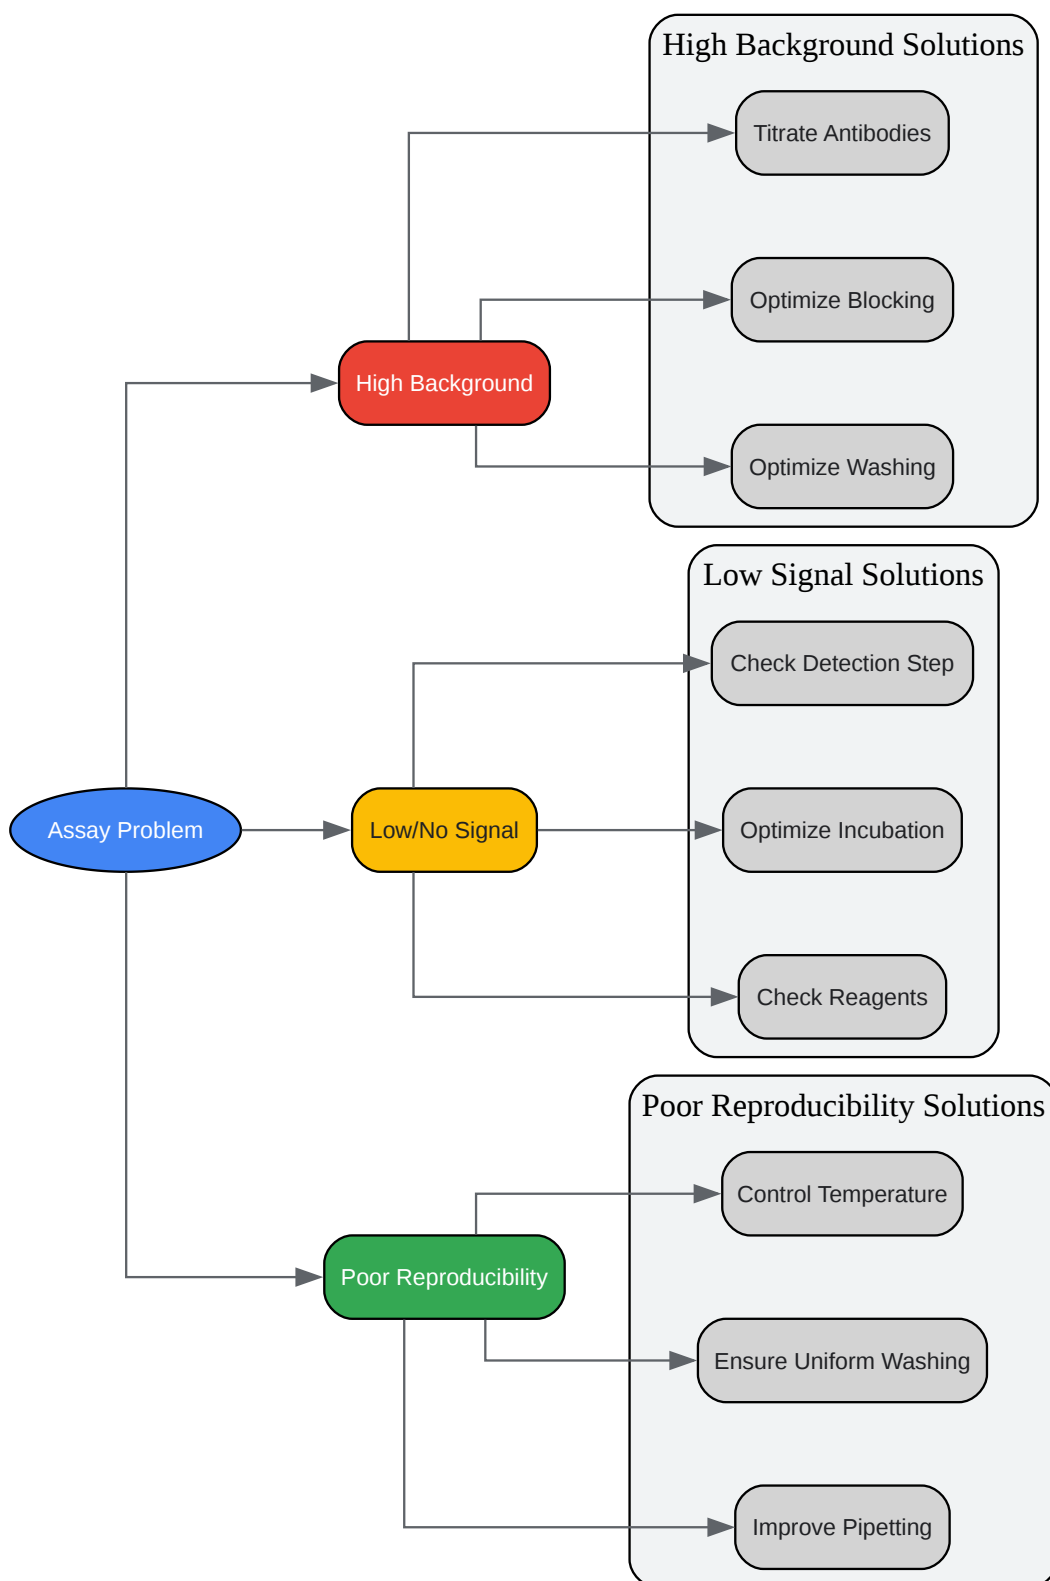 High Background Solutions
Titrate Antibodies
Optimize Blocking
High Background
Optimize Washing
Low Signal Solutions
Check Detection Step
Assay Problem
Low/No Signal
Optimize Incubation
Check Reagents
Poor Reproducibility Solutions
Control Temperature
Poor Reproducibility
Ensure Uniform Washing
Improve Pipetting